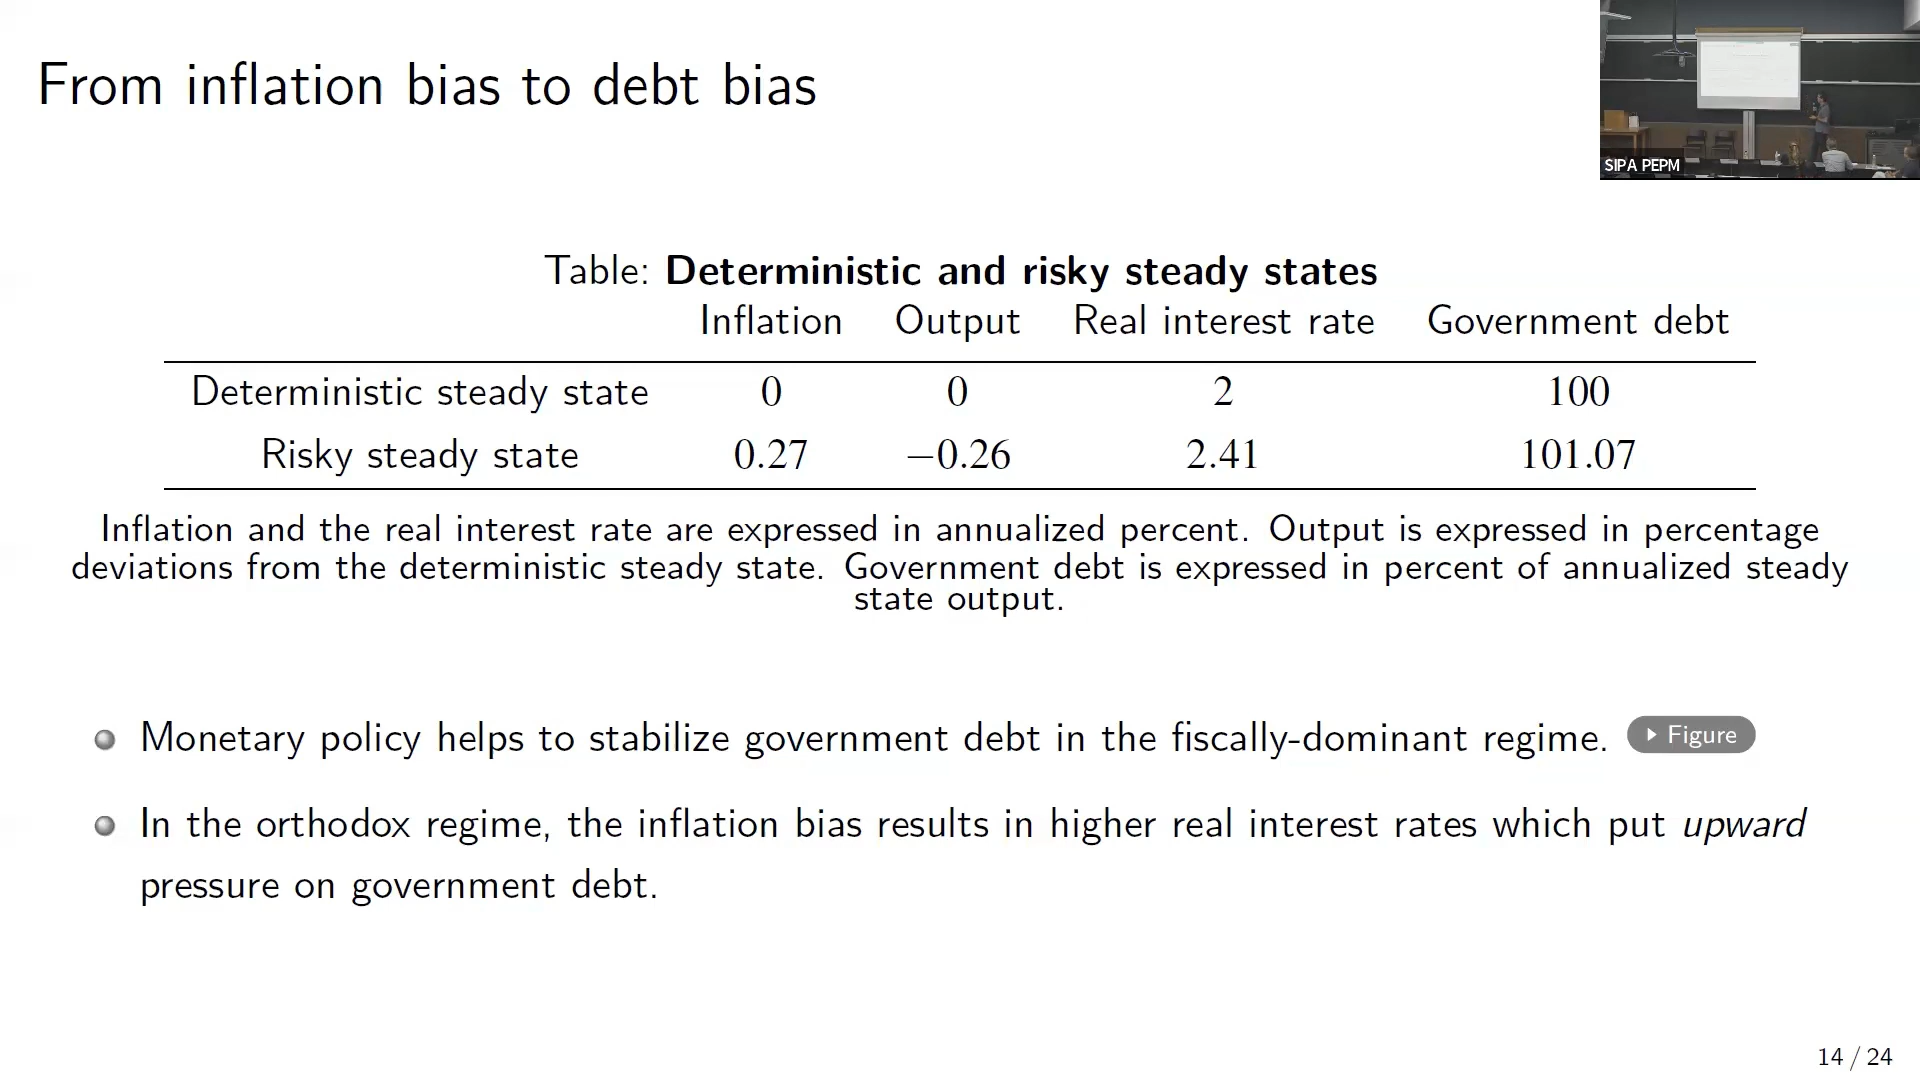 From inflation bias to debt bias
SIPA PEPM
Table: Deterministic and risky steady states
Inflation Output Real interest rate Government debt
Deterministic steady state 0 0 2 100
Risky steady state 0.27 −0.26 2.41 101.07
Inflation and the real interest rate are expressed in annualized percent. Output is expressed in percentage
deviations from the deterministic steady state. Government debt is expressed in percent of annualized steady
state output.
Monetary policy helps to stabilize government debt in the fiscally-dominant regime. Figure
In the orthodox regime, the inflation bias results in higher real interest rates which put upward
pressure on government debt.
14 / 24